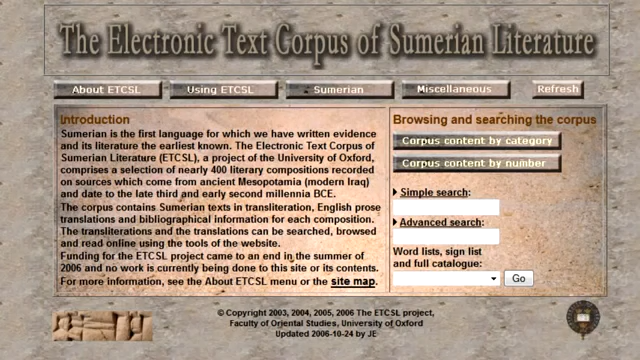 The Electronic Text Corpus of Sumerian Literature
About ETCSL
Using ETCSL
Sumerian
Miscellaneous
Refresh
Introduction
Sumerian is the first language for which we have written evidence
and its literature the earliest known. The Electronic Text Corpus of
Sumerian Literature (ETCSL), a project of the University of Oxford,
comprises a selection of nearly 400 literary compositions recorded
on sources which come from ancient Mesopotamia (modern Iraq)
and date to the late third and early second millennia BCE.
The corpus contains Sumerian texts in transliteration, English prose
translations and bibliographical information for each composition.
The transliterations and the translations can be searched, browsed
and read online using the tools of the website.
Funding for the ETCSL project came to an end in the summer of
2006 and no work is currently being done to this site or its contents.
For more information, see the About ETCSL menu or the site map.
Browsing and searching the corpus
Corpus content by category
Corpus content by number
Simple search:
Advanced search:
Word lists, sign list
and full catalogue:
Go
© Copyright 2003, 2004, 2005, 2006 The ETCSL project,
Faculty of Oriental Studies, University of Oxford
Updated 2006-10-24 by JE